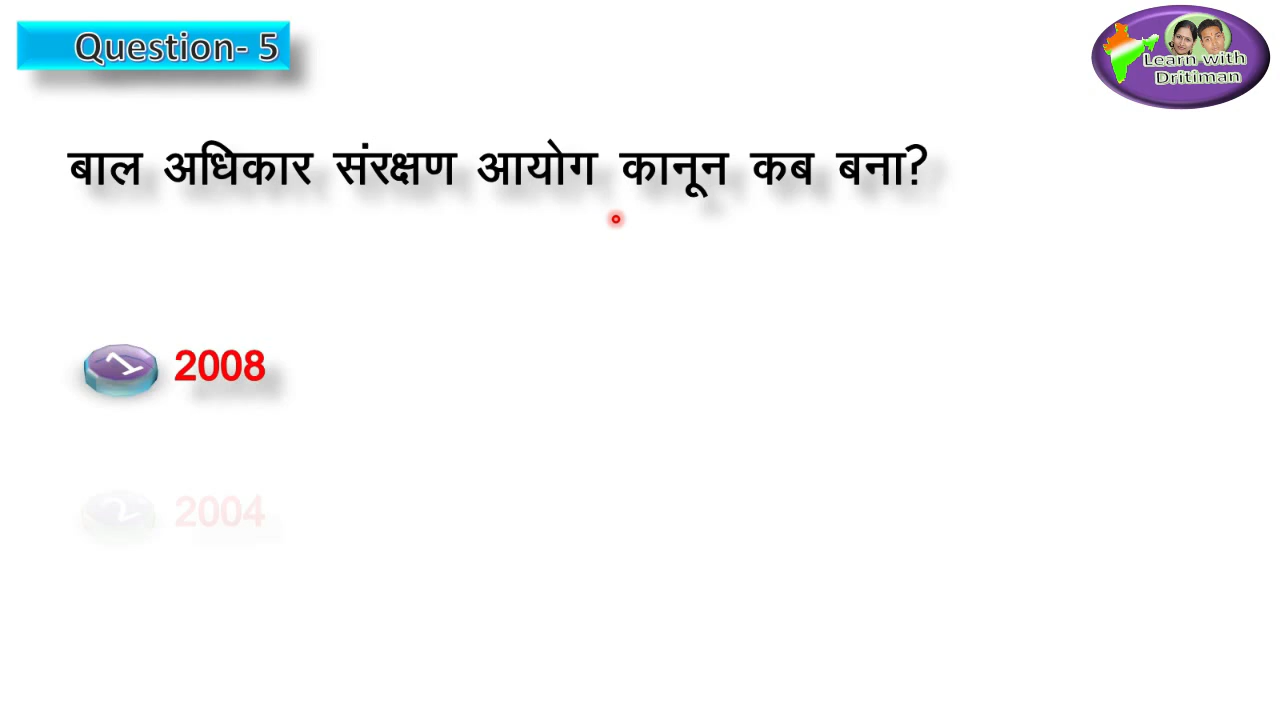 Question- 5
Learn with
Dritiman
बाल अधिकार संरक्षण आयोग कानून कब बना?
1 2008
2 2004